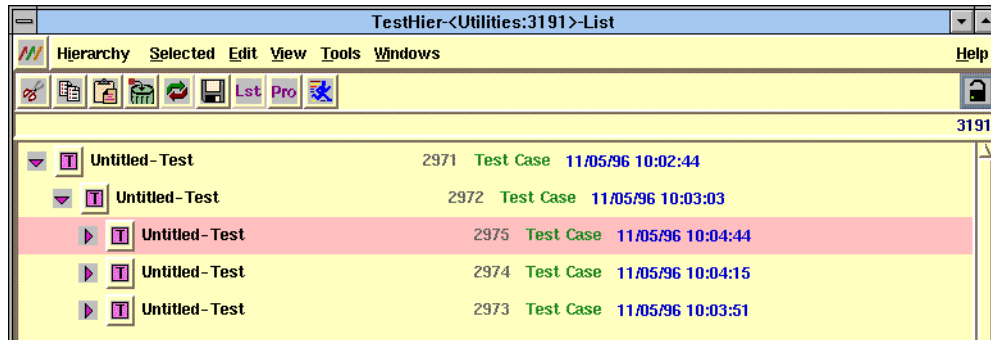 TestHier-<Utilities:3191>-List
Hierarchy Selected Edit View Tools Windows Help
Lst Pro
3191
T Untitled-Test 2971 Test Case 11/05/96 10:02:44
T Untitled-Test 2972 Test Case 11/05/96 10:03:03
T Untitled-Test 2975 Test Case 11/05/96 10:04:44
T Untitled-Test 2974 Test Case 11/05/96 10:04:15
T Untitled-Test 2973 Test Case 11/05/96 10:03:51